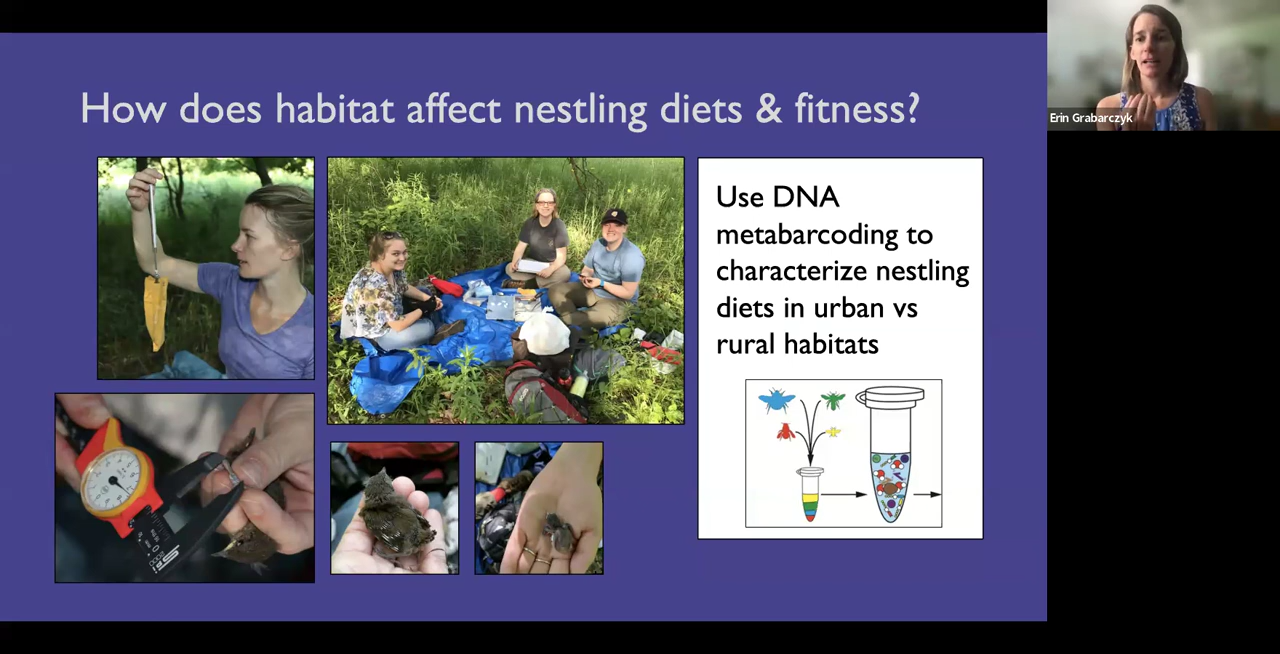 How does habitat affect nestling diets & fitness?
Erin Grabarczyk
Use DNA
metabarcoding to
characterize nestling
diets in urban vs
rural habitats